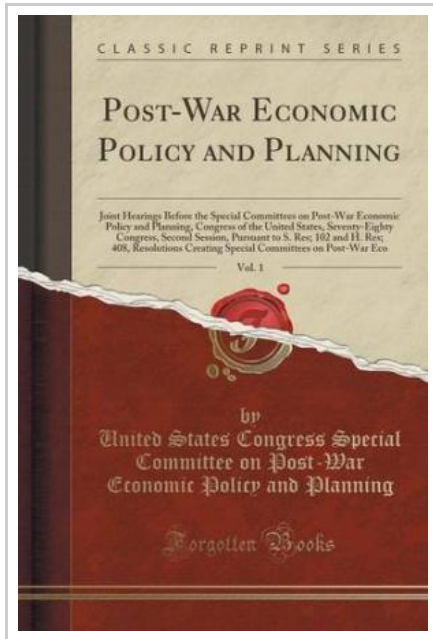 CLASSIC REPRINT SERIES
POST-WAR ECONOMIC
POLICY AND PLANNING
Joint Hearings Before the Special Committees on Post-War Economic
Policy and Planning, Congress of the United States, Seventy-Eighty
Congress, Second Session, Pursuant to S. Res; 102 and H. Res;
408, Resolutions Creating Special Committees on Post-War Eco
Vol. 1
by
United States Congress Special
Committee on Post-War
Economic Policy and Planning
Forgotten Books